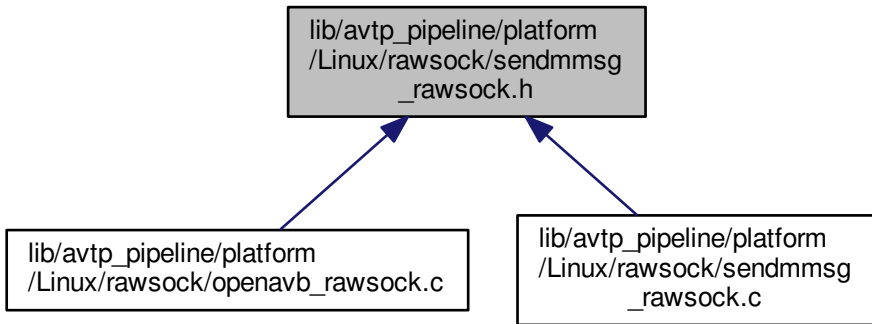 lib/avtp_pipeline/platform
/Linux/rawsock/sendmmsg
_rawsock.h
lib/avtp_pipeline/platform
/Linux/rawsock/openavb_rawsock.c
lib/avtp_pipeline/platform
/Linux/rawsock/sendmmsg
_rawsock.c